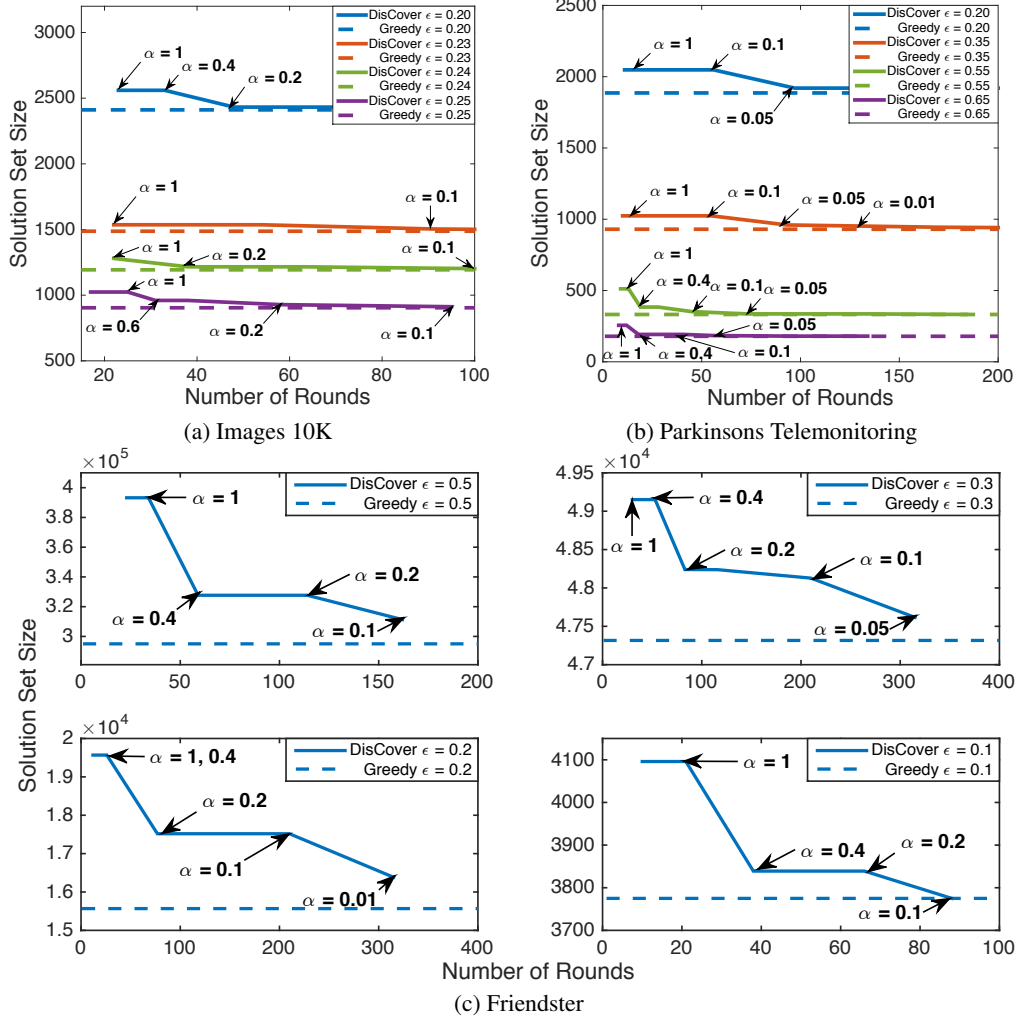 DisCover ϵ = 0.20
Greedy ϵ = 0.20
DisCover ϵ = 0.23
Greedy ϵ = 0.23
DisCover ϵ = 0.24
Greedy ϵ = 0.24
DisCover ϵ = 0.25
Greedy ϵ = 0.25
α = 1
α = 0.4
α = 0.2
α = 1
α = 0.1
α = 1
α = 0.2
α = 0.1
α = 1
α = 0.6
α = 0.2
α = 0.1
3000
2500
2000
1500
1000
500
20
40
60
80
100
Solution Set Size
Number of Rounds
(a) Images 10K
DisCover ϵ = 0.20
Greedy ϵ = 0.20
DisCover ϵ = 0.35
Greedy ϵ = 0.35
DisCover ϵ = 0.55
Greedy ϵ = 0.55
DisCover ϵ = 0.65
Greedy ϵ = 0.65
α = 1
α = 0.1
α = 0.05
α = 1
α = 0.1
α = 0.05
α = 0.01
α = 1
α = 0.4
α = 0.1
α = 0.05
α = 0.05
α = 1
α = 0.4
α = 0.1
2500
2000
1500
1000
500
0
0
50
100
150
200
Solution Set Size
Number of Rounds
(b) Parkinsons Telemonitoring
×10⁵
4
3.8
3.6
3.4
3.2
3
0
50
100
150
200
DisCover ϵ = 0.5
Greedy ϵ = 0.5
α = 1
α = 0.2
α = 0.4
α = 0.1
×10⁴
4.95
4.9
4.85
4.8
4.75
4.7
0
100
200
300
400
DisCover ϵ = 0.3
Greedy ϵ = 0.3
α = 0.4
α = 1
α = 0.2
α = 0.1
α = 0.05
Solution Set Size
×10⁴
2
1.9
1.8
1.7
1.6
1.5
0
100
200
300
400
DisCover ϵ = 0.2
Greedy ϵ = 0.2
α = 1, 0.4
α = 0.2
α = 0.1
α = 0.01
4100
4000
3900
3800
3700
0
20
40
60
80
100
DisCover ϵ = 0.1
Greedy ϵ = 0.1
α = 1
α = 0.4
α = 0.2
α = 0.1
Number of Rounds
(c) Friendster